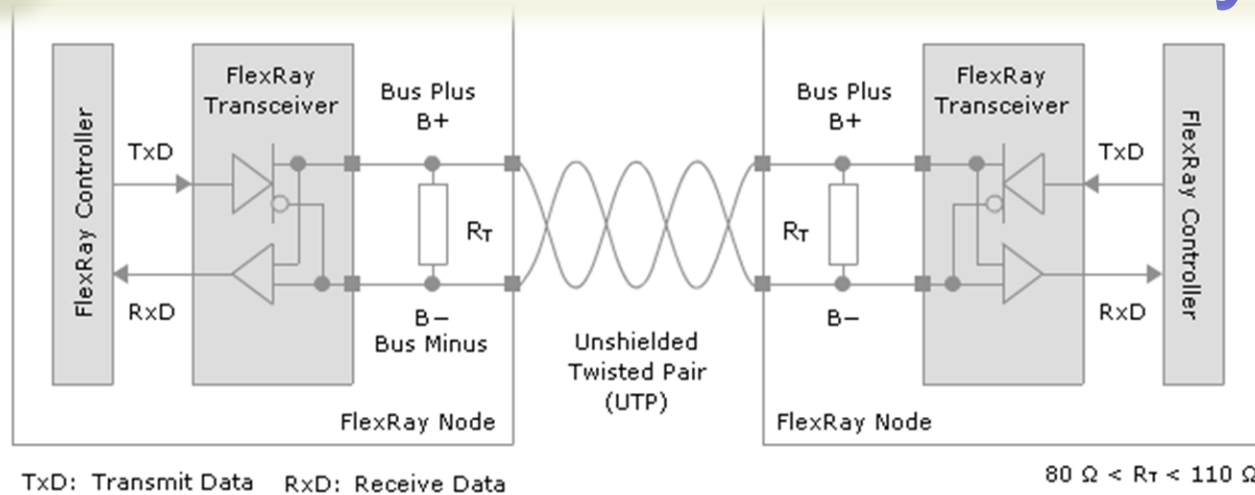 FlexRay Controller
TxD
RxD
FlexRay
Transceiver
Bus Plus
B+
RT
B−
Bus Minus
FlexRay Node
Unshielded
Twisted Pair
(UTP)
Bus Plus
B+
RT
B−
FlexRay Node
FlexRay
Transceiver
TxD
RxD
FlexRay Controller
TxD: Transmit Data RxD: Receive Data
80 Ω < RT < 110 Ω